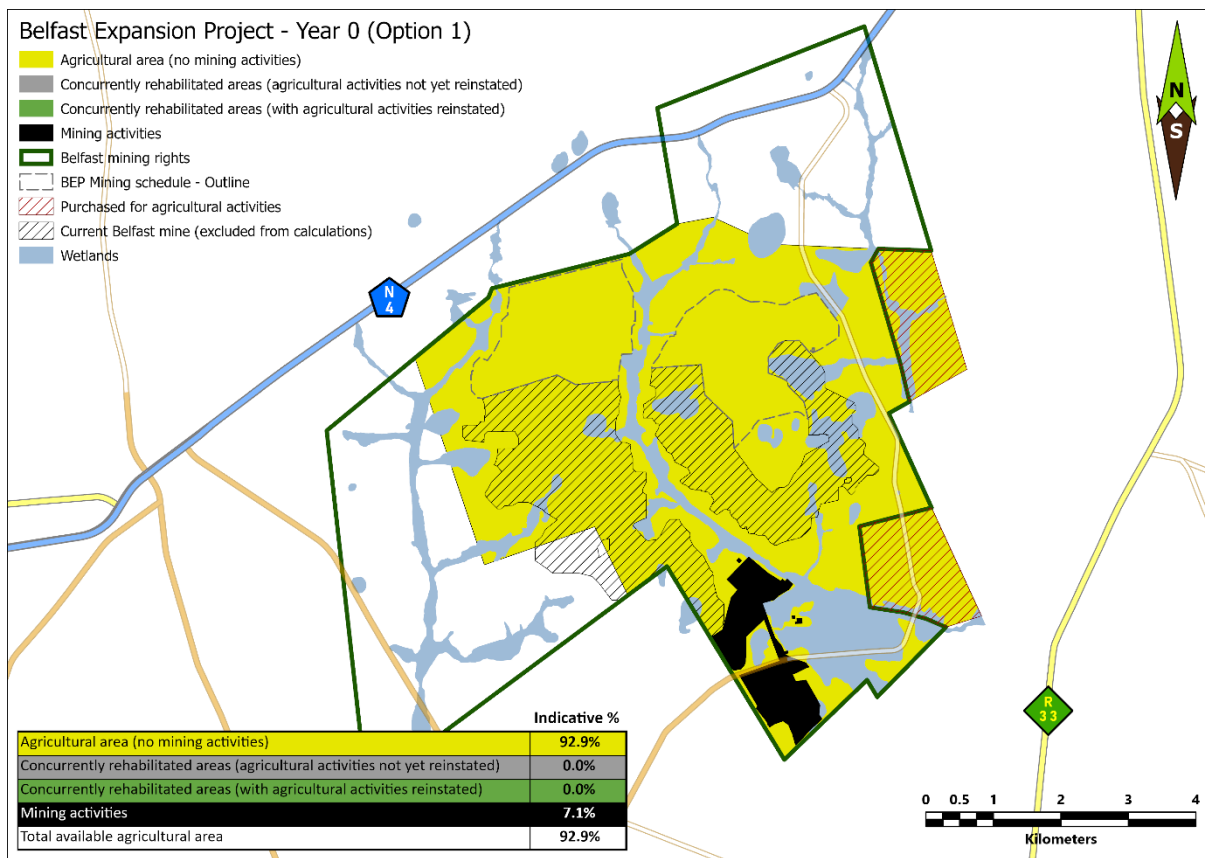 Belfast Expansion Project - Year 0 (Option 1)
Agricultural area (no mining activities)
Concurrently rehabilitated areas (agricultural activities not yet reinstated)
Concurrently rehabilitated areas (with agricultural activities reinstated)
Mining activities
Belfast mining rights
BEP Mining schedule - Outline
Purchased for agricultural activities
Current Belfast mine (excluded from calculations)
Wetlands
N
S
N
4
R
33
Indicative %
Agricultural area (no mining activities) 92.9%
Concurrently rehabilitated areas (agricultural activities not yet reinstated) 0.0%
Concurrently rehabilitated areas (with agricultural activities reinstated) 0.0%
Mining activities 7.1%
Total available agricultural area 92.9%
0 0.5 1 2 3 4
Kilometers